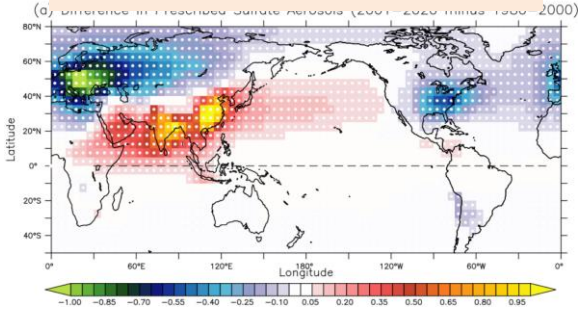 (a) Difference in Prescribed Sulfate Aerosols (2001-2020 minus 1980-2000)
80°N
60°N
40°N
20°N
0°
20°S
40°S
Latitude
0° 60°E 120°E 180° 120°W 60°W 0°
Longitude
-1.00 -0.85 -0.70 -0.55 -0.40 -0.25 -0.10 0.05 0.20 0.35 0.50 0.65 0.80 0.95